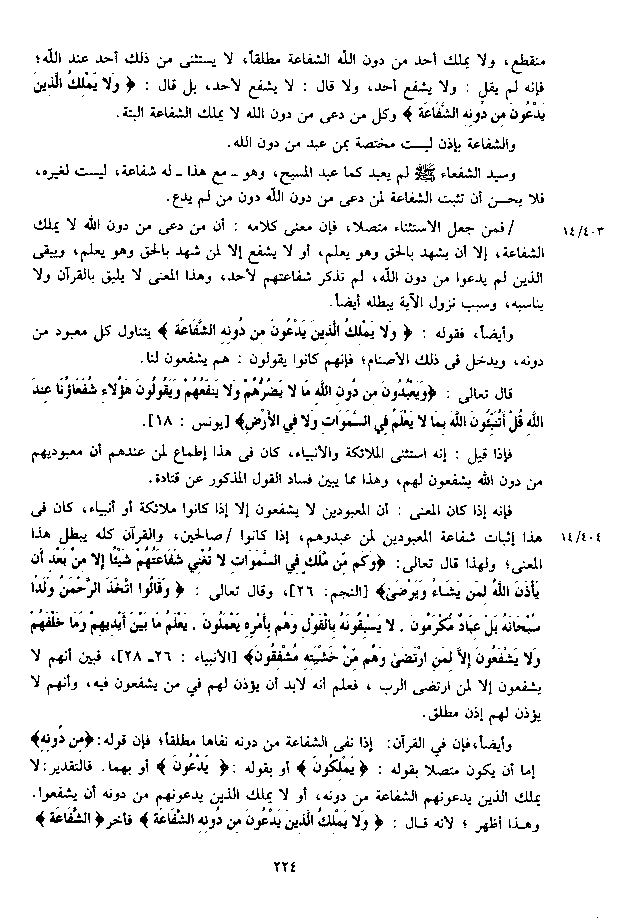 منقطع، ولا يملك أحد من دون الله الشفاعة مطلقاً، لا يستثنى من ذلك أحد عند الله؛
فإنه لم يقل : ولا يشفع أحد، ولا قال : لا يشفع لأحد، بل قال : ﴿ وَلا يَمْلِكُ الَّذِينَ
يَدْعُونَ مِن دُونِهِ الشَّفَاعَةَ ﴾ وكل من دعى من دون الله لا يملك الشفاعة البتة.
والشفاعة بإذن ليست مختصة بمن عبد من دون الله.
وسيد الشفعاء ﷺ لم يعبد كما عبد المسيح، وهو ـ مع هذا ـ له شفاعة، ليست لغيره،
فلا يحسن أن تثبت الشفاعة لمن دعى من دون الله دون من لم يدع.
١٤/٤٠٣ / فمن جعل الاستثناء متصلا، فإن معنى كلامه : أن من دعى من دون الله لا يملك
الشفاعة، إلا أن يشهد بالحق وهو يعلم، أو لا يشفع إلا لمن شهد بالحق وهو يعلم، ويبقى
الذين لم يدعوا من دون الله، لم تذكر شفاعتهم لأحد، وهذا المعنى لا يليق بالقرآن ولا
يناسبه، وسبب نزول الآية يبطله أيضاً.
وأيضاً، فقوله : ﴿ وَلا يَمْلِكُ الَّذِينَ يَدْعُونَ مِن دُونِهِ الشَّفَاعَةَ ﴾ يتناول كل معبود من
دونه، ويدخل فى ذلك الأصنام؛ فإنهم كانوا يقولون : هم يشفعون لنا.
قال تعالى : ﴿وَيَعْبُدُونَ مِن دُونِ اللَّهِ مَا لا يَضُرُّهُمْ وَلا يَنفَعُهُمْ وَيَقُولُونَ هَؤُلاءِ شُفَعَاؤُنَا عِندَ
اللَّهِ قُلْ أَتُنَبِّئُونَ اللَّهَ بِمَا لا يَعْلَمُ فِي السَّمَوَاتِ وَلا فِي الأَرْضِ﴾ [يونس : ١٨].
فإذا قيل : إنه استثنى الملائكة والأنبياء، كان فى هذا إطماع لمن عندهم أن معبوديهم
من دون الله يشفعون لهم، وهذا مما يبين فساد القول المذكور عن قتادة.
فإنه إذا كان المعنى : أن المعبودين لا يشفعون إلا إذا كانوا ملائكة أو أنبياء، كان فى
١٤/٤٠٤ هذا إثبات شفاعة المعبودين لمن عبدوهم، إذا كانوا / صالحين، والقرآن كله يبطل هذا
المعنى؛ ولهذا قال تعالى: ﴿وَكَم مِّن مَّلَكٍ فِي السَّمَوَاتِ لا تُغْنِي شَفَاعَتُهُمْ شَيْئًا إِلاَّ مِنْ بَعْدِ أَن
يَأْذَنَ اللَّهُ لِمَن يَشَاءُ وَيَرْضَى﴾ [النجم: ٢٦]، وقال تعالى : ﴿ وَقَالُوا اتَّخَذَ الرَّحْمَنُ وَلَدًا
سُبْحَانَهُ بَلْ عِبَادٌ مُّكْرَمُونَ . لا يَسْبِقُونَهُ بِالْقَوْلِ وَهُم بِأَمْرِهِ يَعْمَلُونَ . يَعْلَمُ مَا بَيْنَ أَيْدِيهِمْ وَمَا خَلْفَهُمْ
وَلا يَشْفَعُونَ إِلاَّ لِمَنِ ارْتَضَى وَهُم مِّنْ خَشْيَتِهِ مُشْفِقُونَ﴾ [الأنبياء : ٢٦ـ ٢٨]، فبين أنهم لا
يشفعون إلا لمن ارتضى الرب ، فعلم أنه لابد أن يؤذن لهم في من يشفعون فيه، وأنهم لا
يؤذن لهم إذن مطلق.
وأيضاً، فإن في القرآن: إذا نفى الشفاعة من دونه نفاها مطلقاً؛ فإن قوله: ﴿مِن دُونِهِ﴾
إما أن يكون متصلا بقوله : ﴿ يَمْلِكُونَ ﴾ أو بقوله : ﴿ يَدْعُونَ ﴾ أو بهما. فالتقدير: لا
يملك الذين يدعونهم الشفاعة من دونه، أو لا يملك الذين يدعونهم من دونه أن يشفعوا.
وهذا أظهر ؛ لأنه قال : ﴿ وَلا يَمْلِكُ الَّذِينَ يَدْعُونَ مِن دُونِهِ الشَّفَاعَةَ ﴾ فأخر﴿ الشَّفَاعَةَ ﴾
٢٢٤